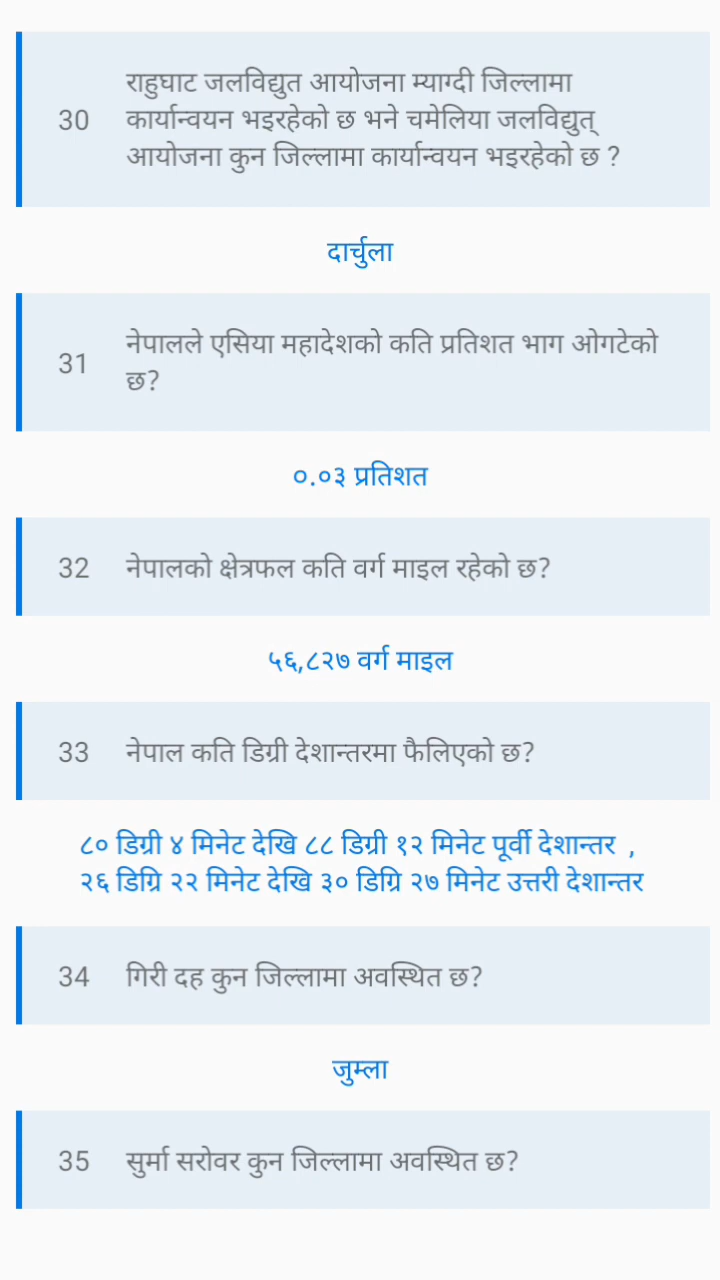 30
राहुघाट जलविद्युत आयोजना म्याग्दी जिल्लामा
कार्यान्वयन भइरहेको छ भने चमेलिया जलविद्युत्
आयोजना कुन जिल्लामा कार्यान्वयन भइरहेको छ ?
दार्चुला
31
नेपालले एसिया महादेशको कति प्रतिशत भाग ओगटेको
छ?
०.०३ प्रतिशत
32 नेपालको क्षेत्रफल कति वर्ग माइल रहेको छ?
५६,८२७ वर्ग माइल
33 नेपाल कति डिग्री देशान्तरमा फैलिएको छ?
८० डिग्री ४ मिनेट देखि ८८ डिग्री १२ मिनेट पूर्वी देशान्तर ,
२६ डिग्रि २२ मिनेट देखि ३० डिग्रि २७ मिनेट उत्तरी देशान्तर
34 गिरी दह कुन जिल्लामा अवस्थित छ?
जुम्ला
35 सुर्मा सरोवर कुन जिल्लामा अवस्थित छ?